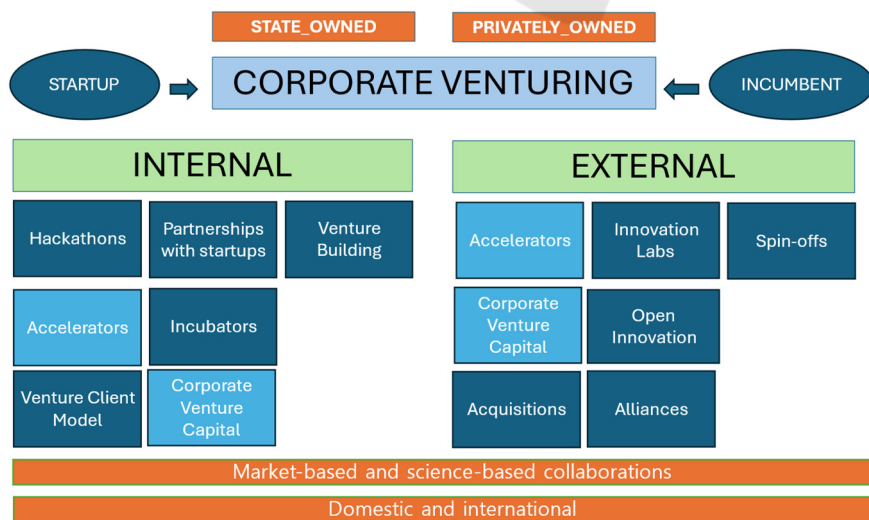 STATE_OWNED
PRIVATELY_OWNED
STARTUP
CORPORATE VENTURING
INCUMBENT
INTERNAL
Hackathons
Partnerships
with startups
Venture
Building
Accelerators
Incubators
Venture Client
Model
Corporate
Venture
Capital
EXTERNAL
Accelerators
Innovation
Labs
Spin-offs
Corporate
Venture
Capital
Open
Innovation
Acquisitions
Alliances
Market-based and science-based collaborations
Domestic and international